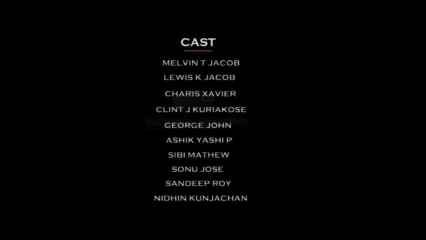 CAST
MELVIN T JACOB
LEWIS K JACOB
CHARIS XAVIER
CLINT J KURIAKOSE
GEORGE JOHN
ASHIK YASHI P
SIBI MATHEW
SONU JOSE
SANDEEP ROY
NIDHIN KUNJACHAN